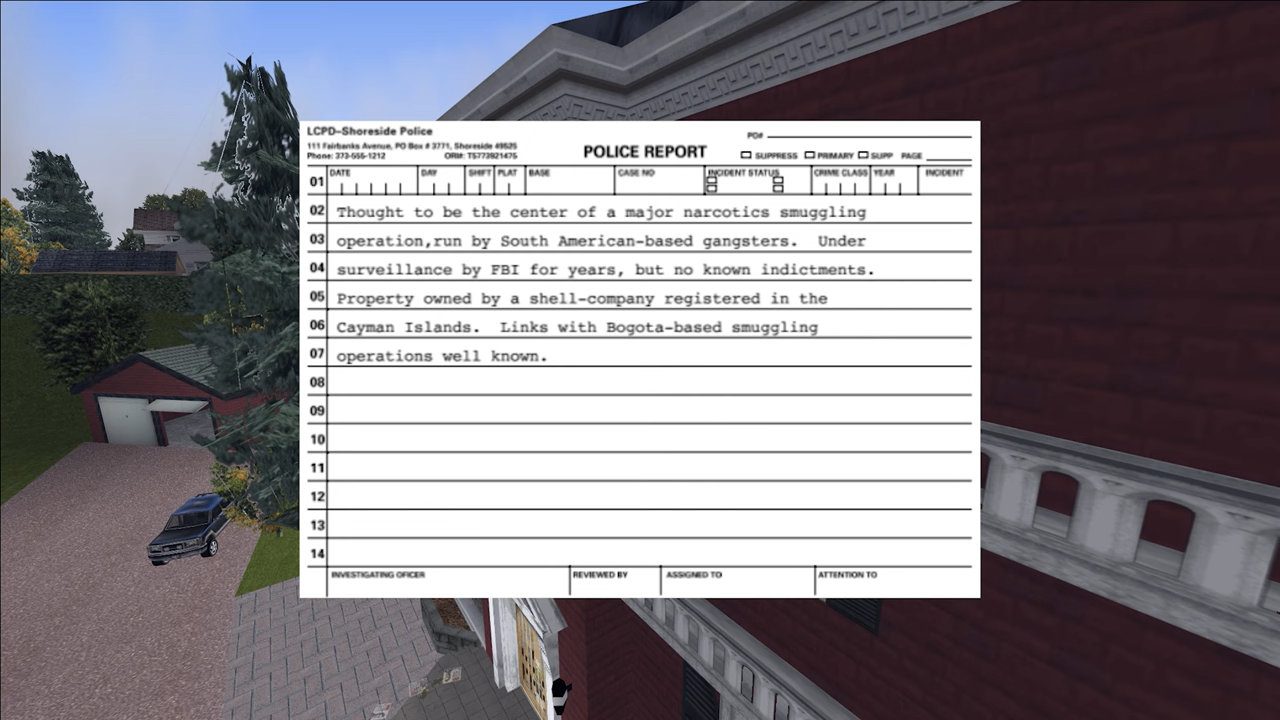 LCPD-Shoreside Police
111 Fairbanks Avenue, PO Box # 3771, Shoreside 49525
Phone: 373-555-1212 ORI#: TS773921475
POLICE REPORT
PO#
SUPPRESS PRIMARY SUPP PAGE
01 DATE DAY SHIFT PLAT BASE CASE NO INCIDENT STATUS CRIME CLASS YEAR INCIDENT
02 Thought to be the center of a major narcotics smuggling
03 operation,run by South American-based gangsters. Under
04 surveillance by FBI for years, but no known indictments.
05 Property owned by a shell-company registered in the
06 Cayman Islands. Links with Bogota-based smuggling
07 operations well known.
08
09
10
11
12
13
14
INVESTIGATING OFICER REVIEWED BY ASSIGNED TO ATTENTION TO